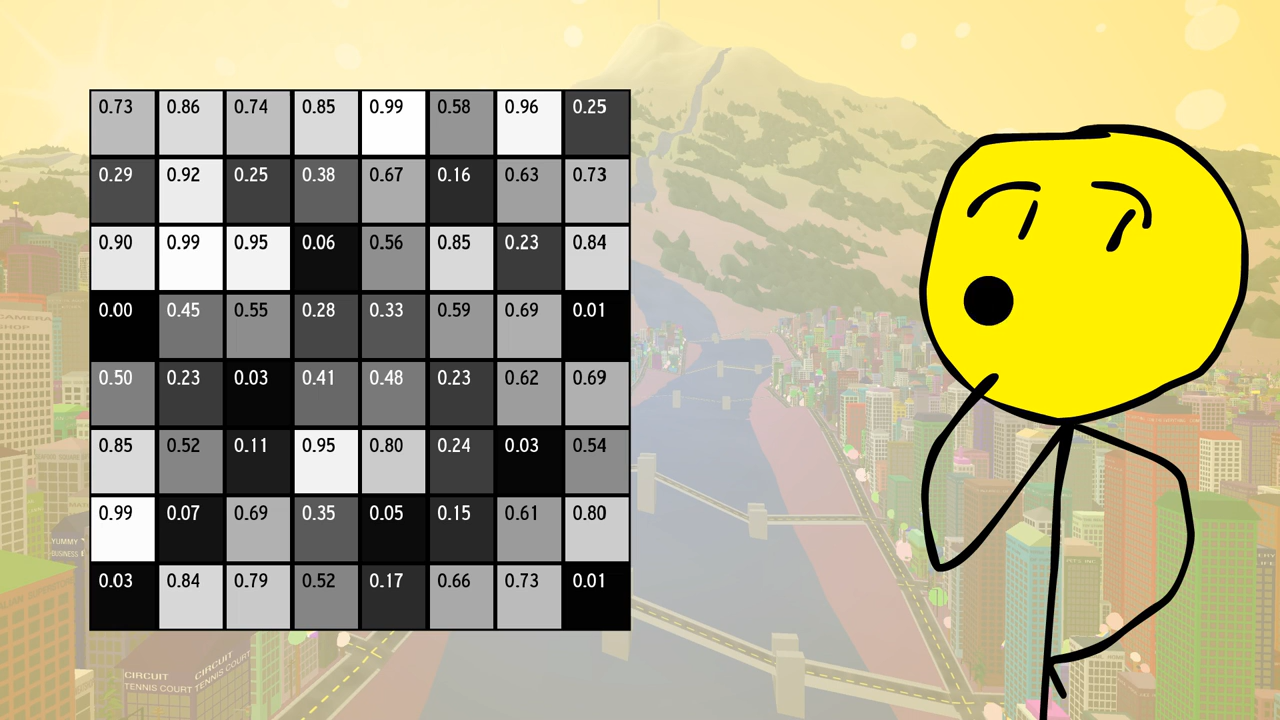 0.73 0.86 0.74 0.85 0.99 0.58 0.96 0.25
0.29 0.92 0.25 0.38 0.67 0.16 0.63 0.73
0.90 0.99 0.95 0.06 0.56 0.85 0.23 0.84
0.00 0.45 0.55 0.28 0.33 0.59 0.69 0.01
0.50 0.23 0.03 0.41 0.48 0.23 0.62 0.69
0.85 0.52 0.11 0.95 0.80 0.24 0.03 0.54
0.99 0.07 0.69 0.35 0.05 0.15 0.61 0.80
0.03 0.84 0.79 0.52 0.17 0.66 0.73 0.01
CAMERA
SHOP
YUMMY
BUSINESS
CIRCUIT
TENNIS COURT
CIRCUIT
TENNIS COURT